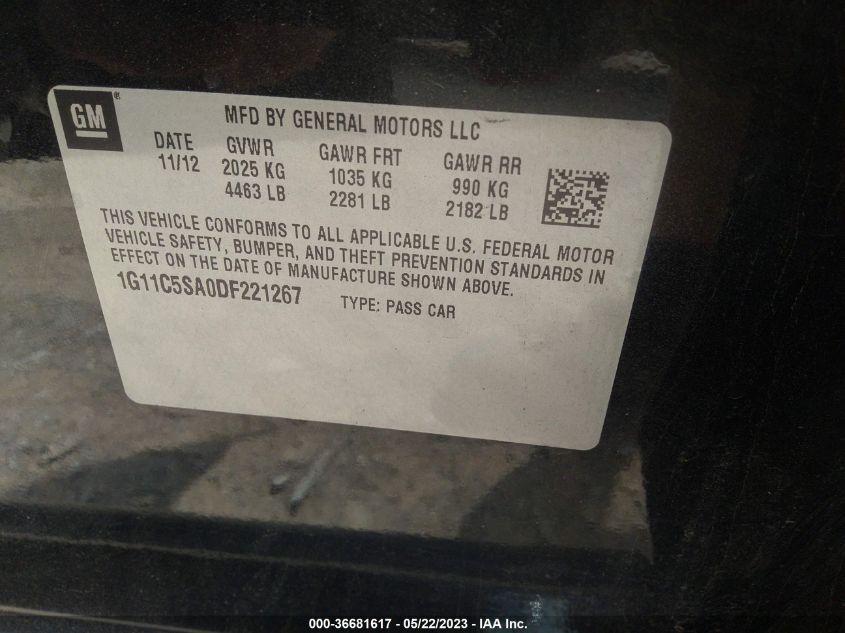 GM®
MFD BY GENERAL MOTORS LLC
DATE GVWR GAWR FRT GAWR RR
11/12 2025 KG 1035 KG 990 KG
4463 LB 2281 LB 2182 LB
THIS VEHICLE CONFORMS TO ALL APPLICABLE U.S. FEDERAL MOTOR
VEHICLE SAFETY, BUMPER, AND THEFT PREVENTION STANDARDS IN
EFFECT ON THE DATE OF MANUFACTURE SHOWN ABOVE.
1G11C5SA0DF221267 TYPE: PASS CAR
000-36681617 - 05/22/2023 - IAA Inc.